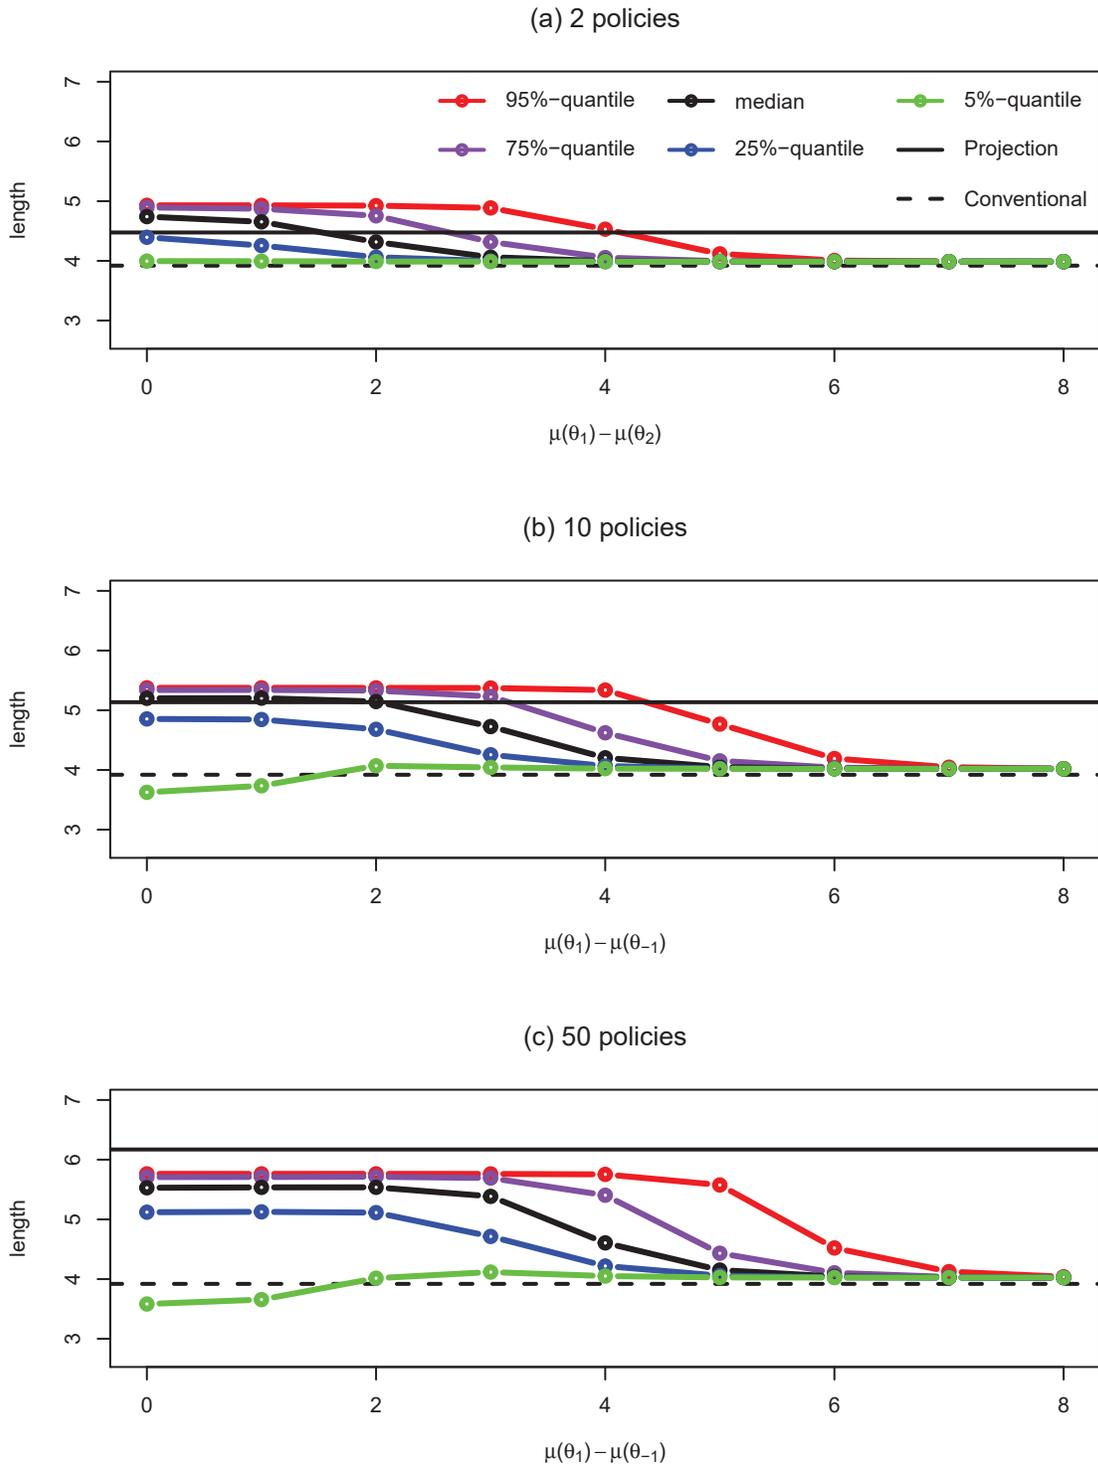 (a) 2 policies
7
6
5
4
3
length
95%−quantile
median
5%−quantile
75%−quantile
25%−quantile
Projection
Conventional
0 2 4 6 8
μ(θ1) − μ(θ2)
(b) 10 policies
7
6
5
4
3
length
0 2 4 6 8
μ(θ1) − μ(θ−1)
(c) 50 policies
7
6
5
4
3
length
0 2 4 6 8
μ(θ1) − μ(θ−1)